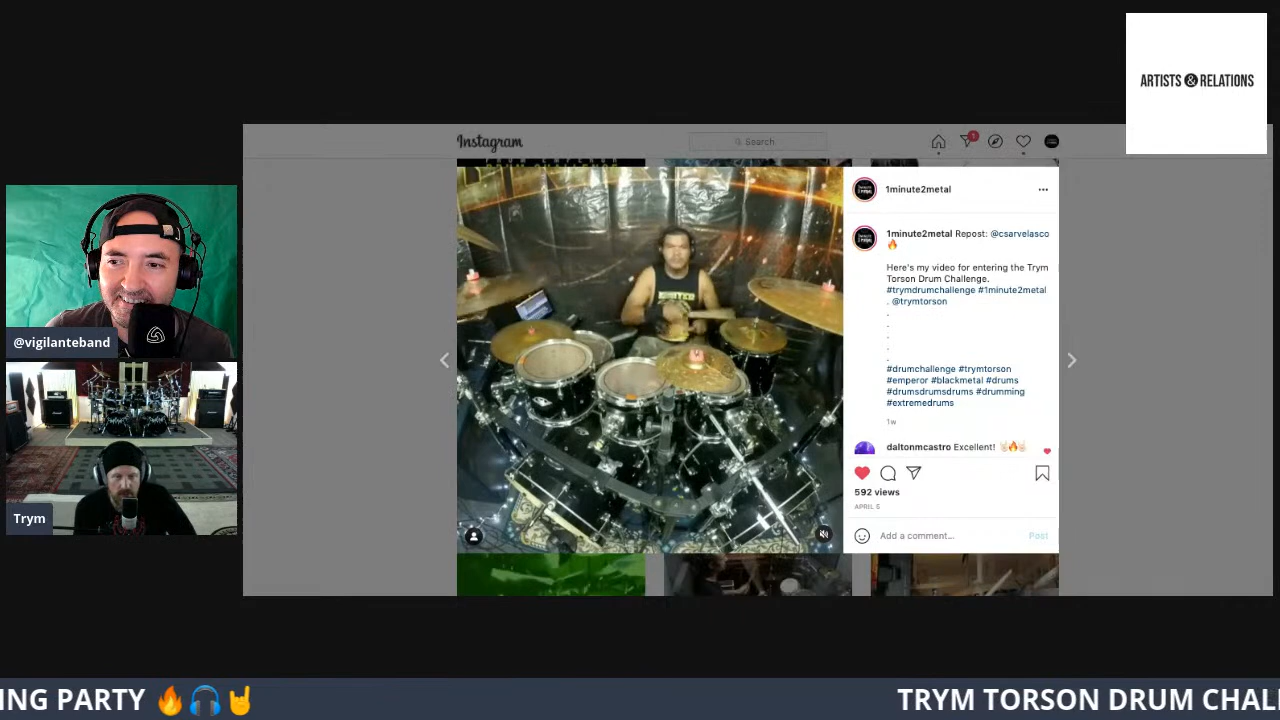 ARTISTS & RELATIONS
Instagram
Search
1
1minute2metal
1minute2metal Repost: @csarvelasco
🔥
Here's my video for entering the Trym
Torson Drum Challenge.
#trymdrumchallenge #1minute2metal
. @trymtorson
.
.
.
.
.
#drumchallenge #trymtorson
#emperor #blackmetal #drums
#drumsdrumsdrums #drumming
#extremedrums
1w
daltonmcastro Excellent! 🤘🏻🔥🤘🏻
592 views
APRIL 5
Add a comment...
Post
@vigilanteband
Trym
ING PARTY 🔥🎧🤘
TRYM TORSON DRUM CHAL